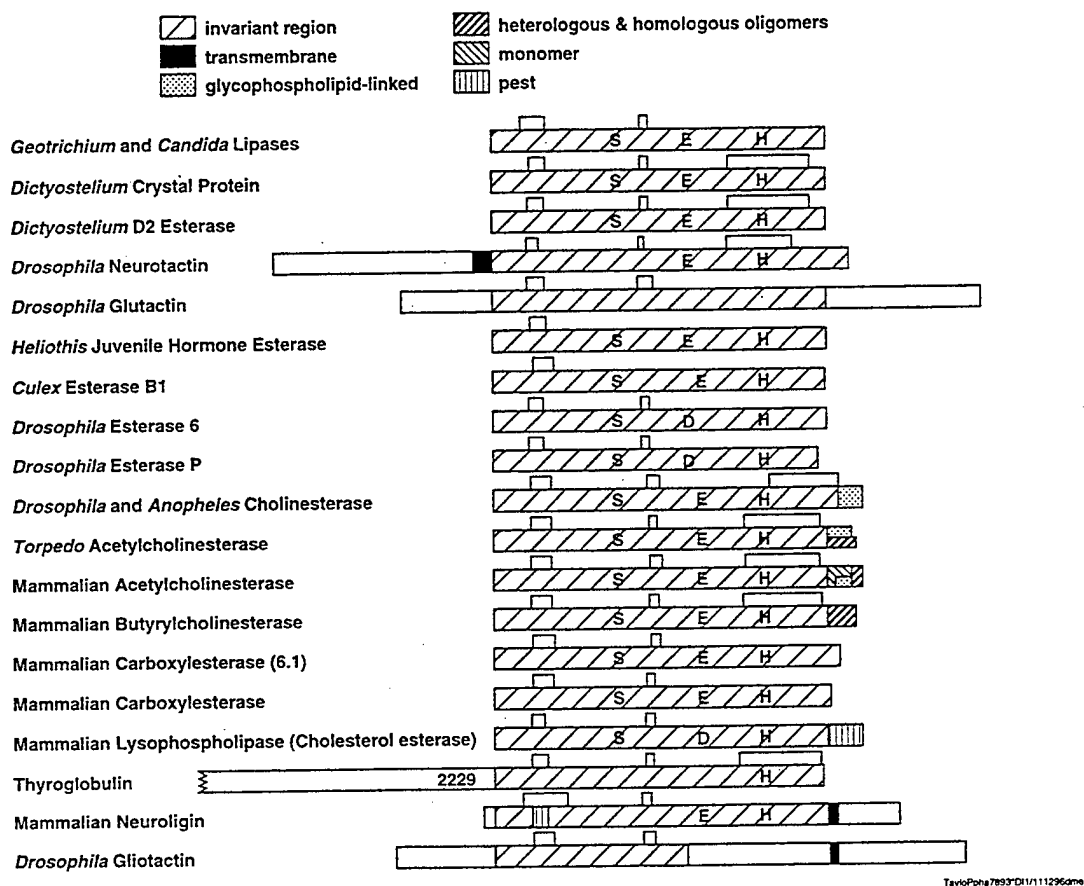 invariant region
transmembrane
glycophospholipid-linked
heterologous & homologous oligomers
monomer
pest
Geotrichium and Candida Lipases S E H
Dictyostelium Crystal Protein S E H
Dictyostelium D2 Esterase S E H
Drosophila Neurotactin E H
Drosophila Glutactin
Heliothis Juvenile Hormone Esterase S E H
Culex Esterase B1 S E H
Drosophila Esterase 6 S D H
Drosophila Esterase P S D H
Drosophila and Anopheles Cholinesterase S E H
Torpedo Acetylcholinesterase S E H
Mammalian Acetylcholinesterase S E H
Mammalian Butyrylcholinesterase S E H
Mammalian Carboxylesterase (6.1) S E H
Mammalian Carboxylesterase S E H
Mammalian Lysophospholipase (Cholesterol esterase) S D H
Thyroglobulin 2229 H
Mammalian Neuroligin E H
Drosophila Gliotactin